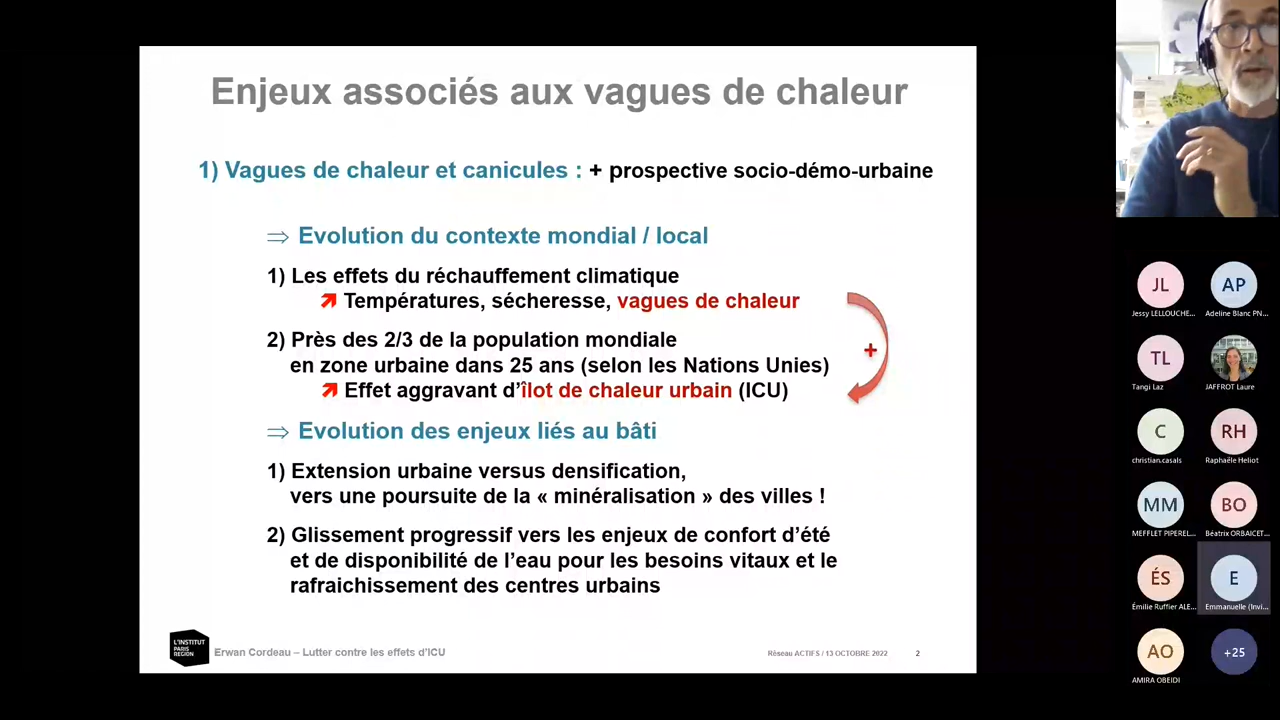 Enjeux associés aux vagues de chaleur
1) Vagues de chaleur et canicules : + prospective socio-démo-urbaine
⇒ Evolution du contexte mondial / local
1) Les effets du réchauffement climatique
Températures, sécheresse, vagues de chaleur
2) Près des 2/3 de la population mondiale
en zone urbaine dans 25 ans (selon les Nations Unies)
Effet aggravant d’îlot de chaleur urbain (ICU)
+
⇒ Evolution des enjeux liés au bâti
1) Extension urbaine versus densification,
vers une poursuite de la « minéralisation » des villes !
2) Glissement progressif vers les enjeux de confort d’été
et de disponibilité de l’eau pour les besoins vitaux et le
rafraichissement des centres urbains
L'INSTITUT
PARIS
REGION
Erwan Cordeau – Lutter contre les effets d’ICU
Réseau ACTIFS / 13 OCTOBRE 2022
2
JL
Jessy LELLOUCHE...
AP
Adeline Blanc PN...
TL
Tangi Laz
JAFFROT Laure
C
christian.casals
RH
Raphaële Heliot
MM
MEFFLET PIPEREL...
BO
Béatrix ORBAICET...
ÉS
Émilie Ruffier ALE...
E
Emmanuelle (Invi...
AO
AMIRA OBEIDI
+25